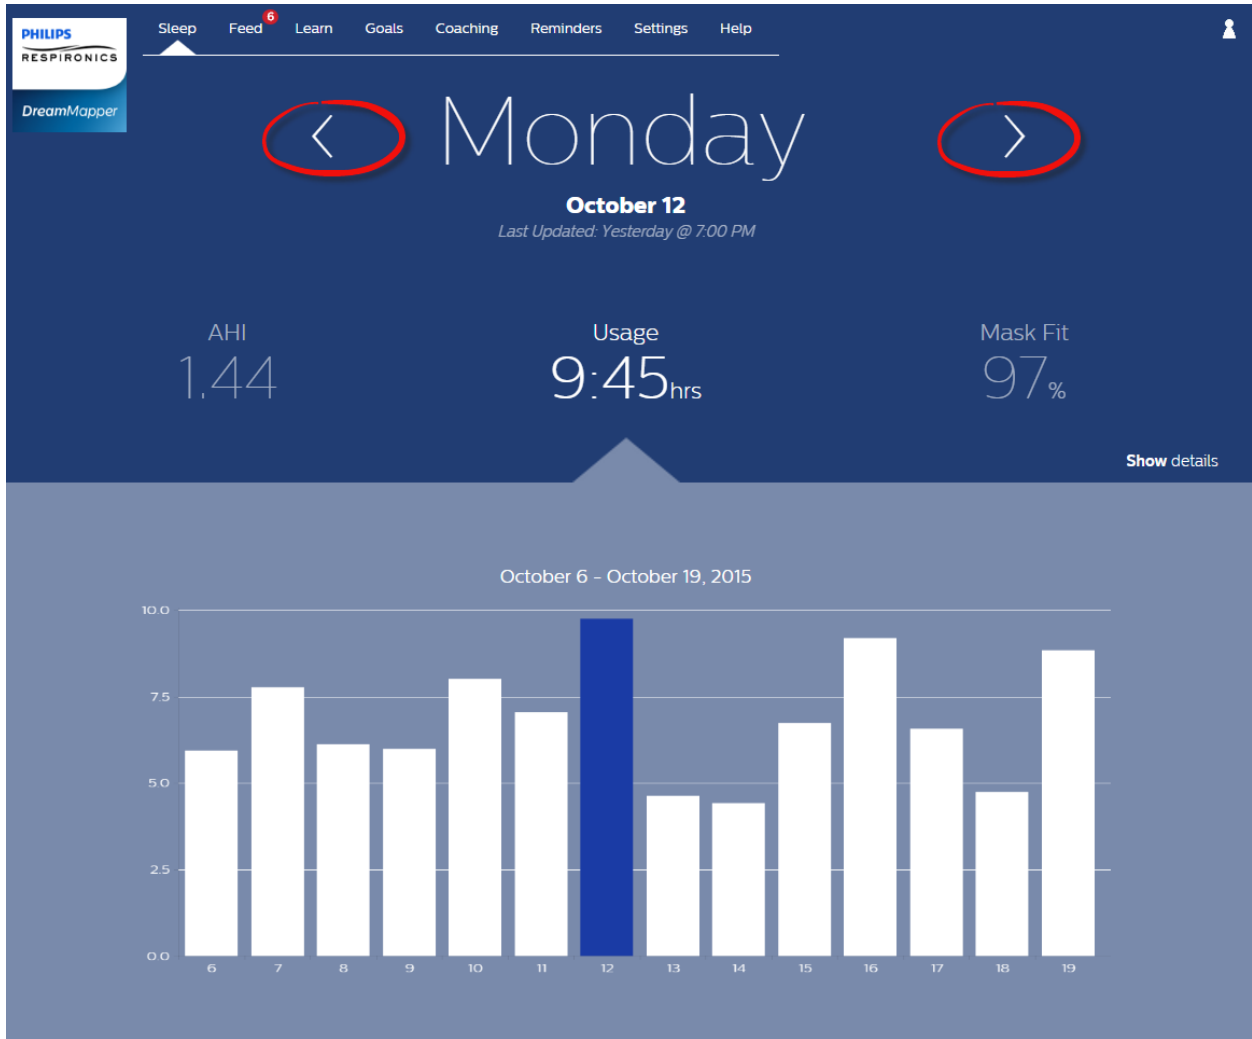 PHILIPS
RESPIRONICS
DreamMapper
Sleep Feed 6 Learn Goals Coaching Reminders Settings Help
Monday
October 12
Last Updated: Yesterday @ 7:00 PM
AHI Usage Mask Fit
1.44 9:45hrs 97%
Show details
October 6 - October 19, 2015
10.0
7.5
5.0
2.5
0.0
6 7 8 9 10 11 12 13 14 15 16 17 18 19